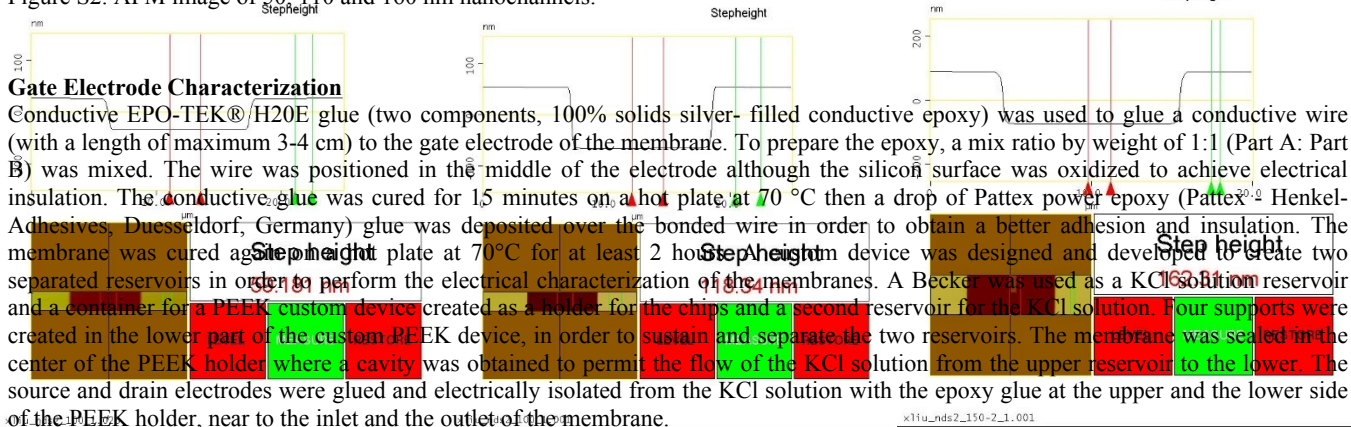 Figure S2. AFM image of 50, 110 and 160 nm nanochannels.
Stepheight
Stepheight
nm
nm
nm
100
100
200
Gate Electrode Characterization
Conductive EPO-TEK® H20E glue (two components, 100% solids silver- filled conductive epoxy) was used to glue a conductive wire
(with a length of maximum 3-4 cm) to the gate electrode of the membrane. To prepare the epoxy, a mix ratio by weight of 1:1 (Part A: Part
B) was mixed. The wire was positioned in the middle of the electrode although the silicon surface was oxidized to achieve electrical
insulation. The conductive glue was cured for 15 minutes on a hot plate at 70 °C then a drop of Pattex power epoxy (Pattex - Henkel-
Adhesives, Duesseldorf, Germany) glue was deposited over the bonded wire in order to obtain a better adhesion and insulation. The
membrane was cured again on a hot plate at 70°C for at least 2 hours. A custom device was designed and developed to create two
separated reservoirs in order to perform the electrical characterization of the membranes. A Becker was used as a KCl solution reservoir
and a container for a PEEK custom device created as a holder for the chips and a second reservoir for the KCl solution. Four supports were
created in the lower part of the custom PEEK device, in order to sustain and separate the two reservoirs. The membrane was sealed in the
center of the PEEK holder where a cavity was obtained to permit the flow of the KCl solution from the upper reservoir to the lower. The
source and drain electrodes were glued and electrically isolated from the KCl solution with the epoxy glue at the upper and the lower side
of the PEEK holder, near to the inlet and the outlet of the membrane.
µm
µm
µm
Step height
Step height
Step height
118.54 nm
162.31 nm
MEASURE
RESTORE
xliu_nds2_150-2_1.001